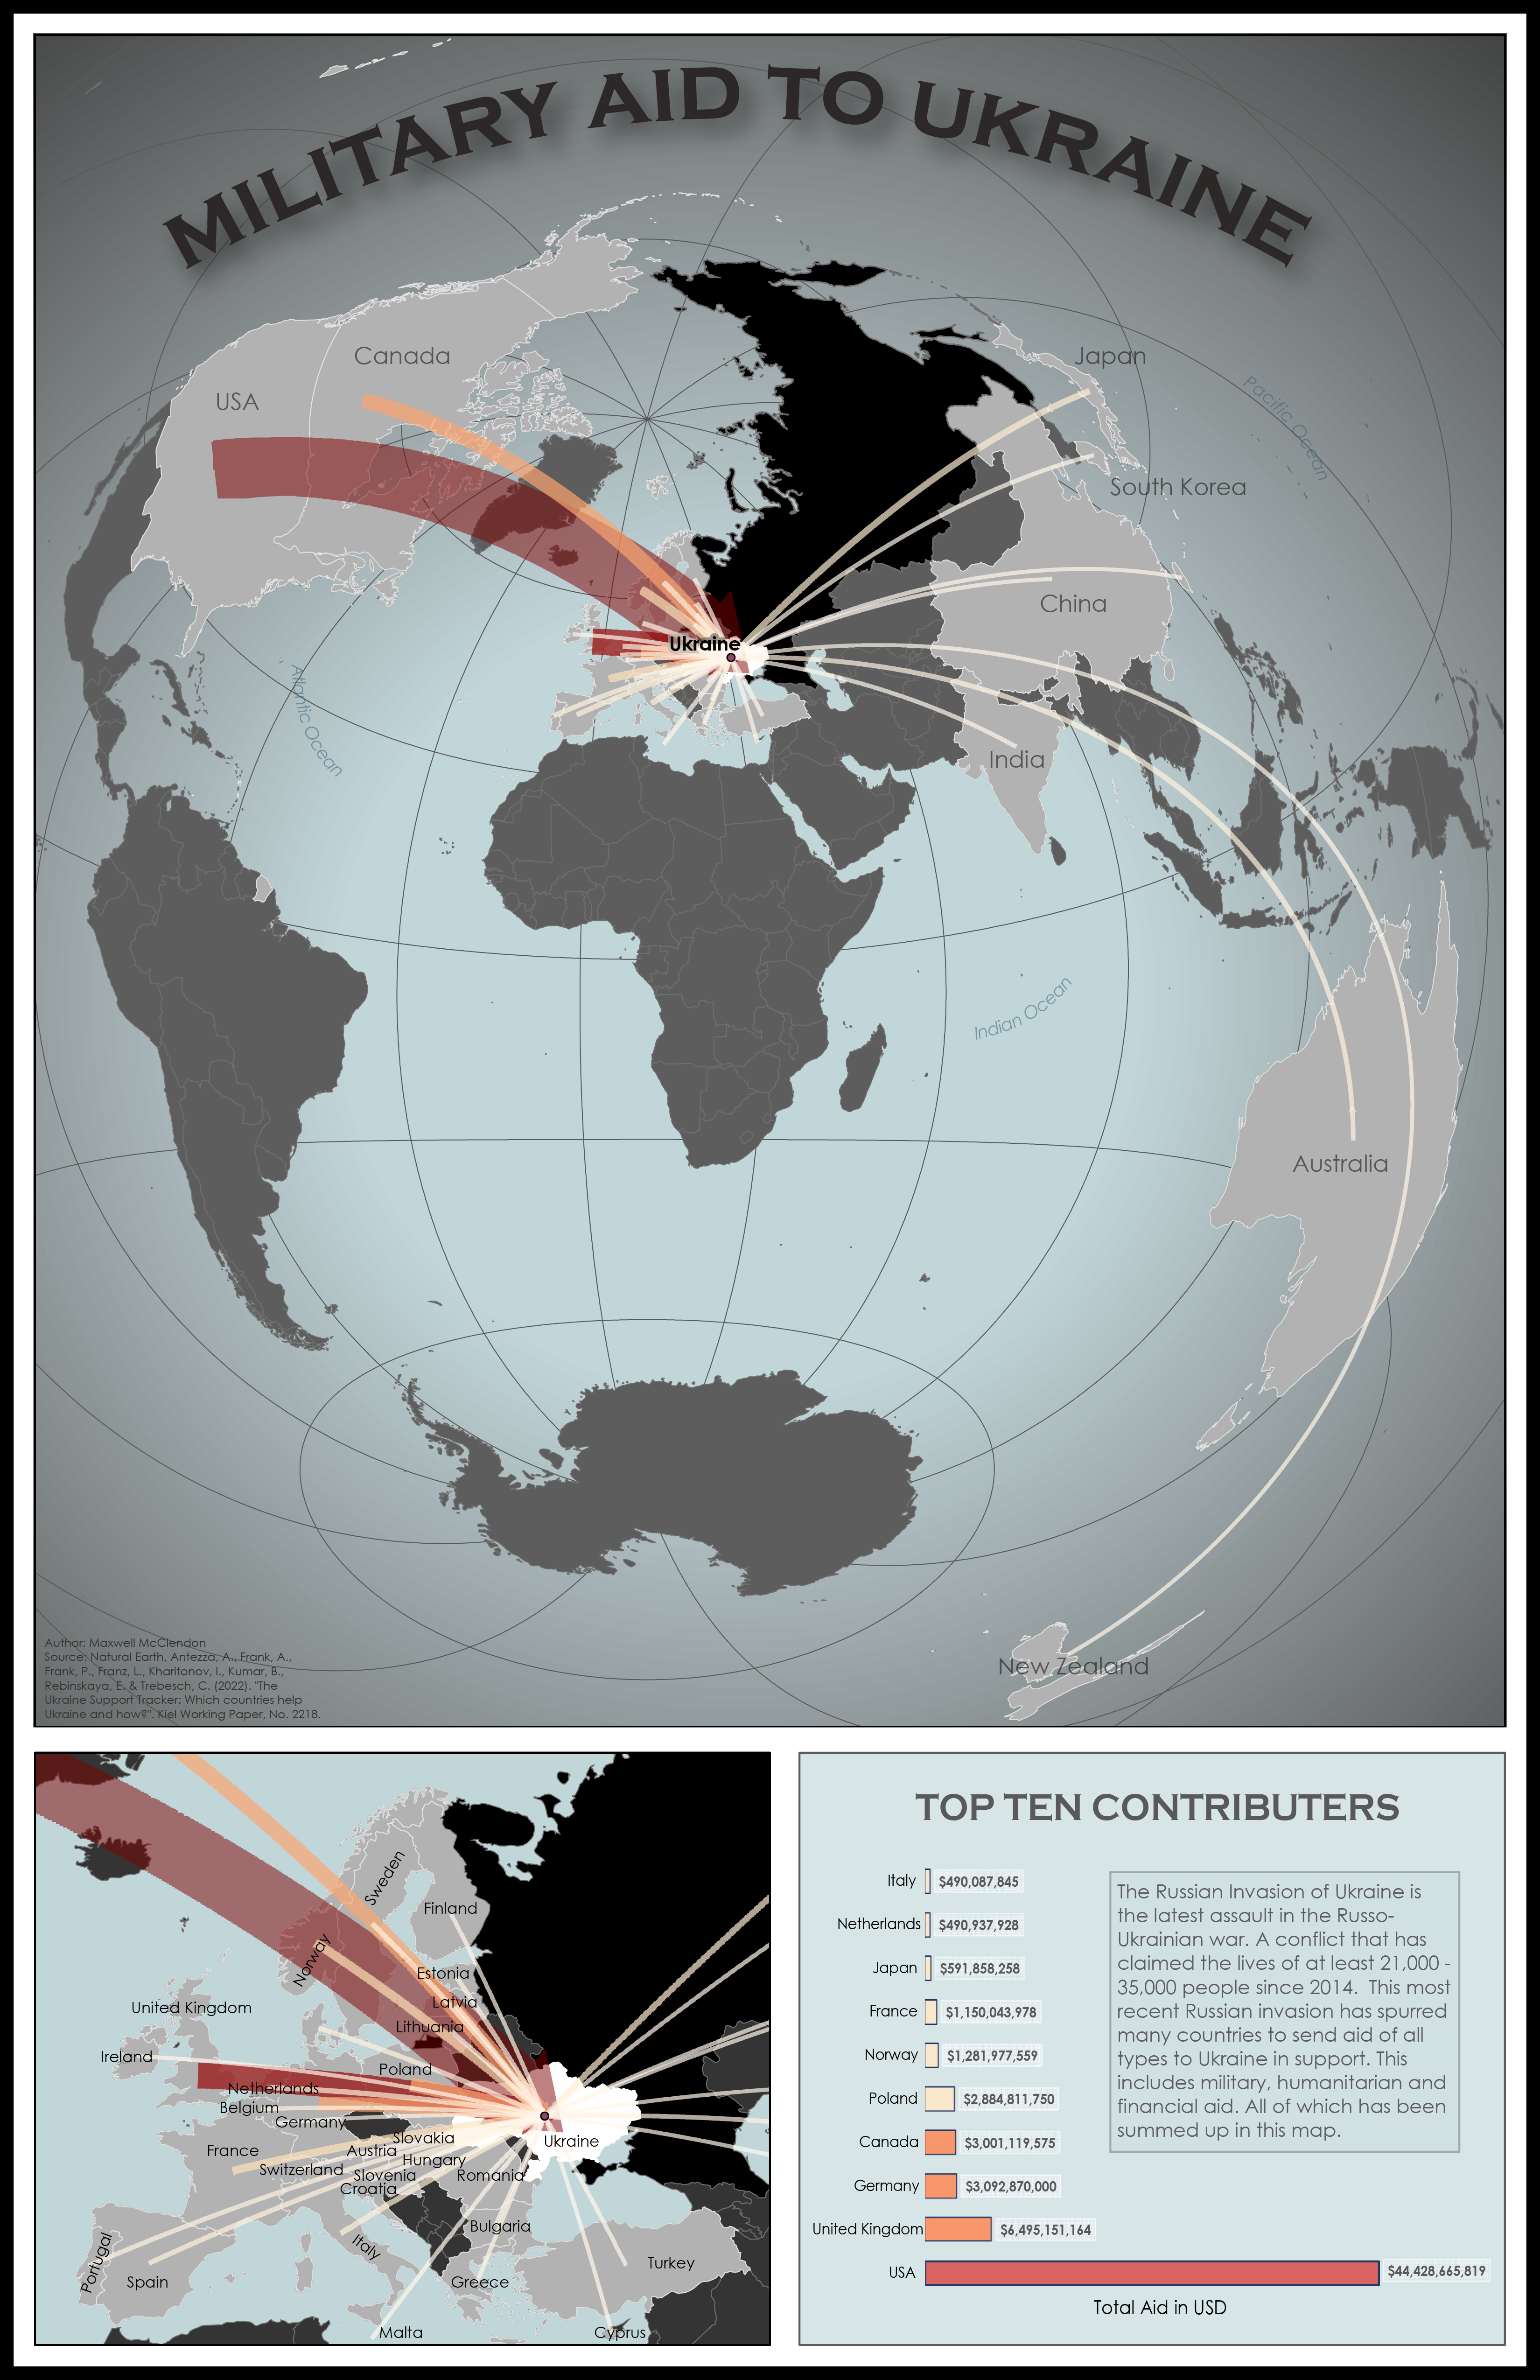 MILITARY AID TO UKRAINE
Canada
USA
Japan
Pacific Ocean
South Korea
China
Ukraine
Atlantic Ocean
India
Indian Ocean
Australia
New Zealand
Author: Maxwell McClendon
Source: Natural Earth, Antezza, A., Frank, A.,
Frank, P., Franz, L., Kharitonov, I., Kumar, B.,
Rebinskaya, E. & Trebesch, C. (2022). "The
Ukraine Support Tracker: Which countries help
Ukraine and how?". Kiel Working Paper, No. 2218.
Sweden
Finland
Norway
Estonia
Latvia
United Kingdom
Lithuania
Ireland
Poland
Netherlands
Belgium
Germany
Slovakia
Ukraine
France
Austria
Hungary
Switzerland
Slovenia
Romania
Croatia
Bulgaria
Italy
Portugal
Turkey
Spain
Greece
Malta
Cyprus
TOP TEN CONTRIBUTERS
Italy $490,087,845
Netherlands $490,937,928
Japan $591,858,258
France $1,150,043,978
Norway $1,281,977,559
Poland $2,884,811,750
Canada $3,001,119,575
Germany $3,092,870,000
United Kingdom $6,495,151,164
USA $44,428,665,819
Total Aid in USD
The Russian Invasion of Ukraine is
the latest assault in the Russo-
Ukrainian war. A conflict that has
claimed the lives of at least 21,000 -
35,000 people since 2014. This most
recent Russian invasion has spurred
many countries to send aid of all
types to Ukraine in support. This
includes military, humanitarian and
financial aid. All of which has been
summed up in this map.